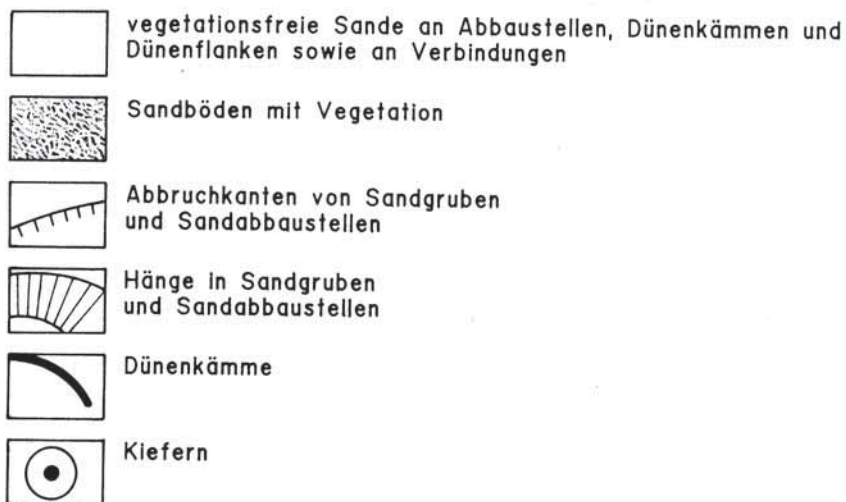 vegetationsfreie Sande an Abbaustellen, Dünenkämmen und
Dünenflanken sowie an Verbindungen
Sandböden mit Vegetation
Abbruchkanten von Sandgruben
und Sandabbaustellen
Hänge in Sandgruben
und Sandabbaustellen
Dünenkämme
Kiefern